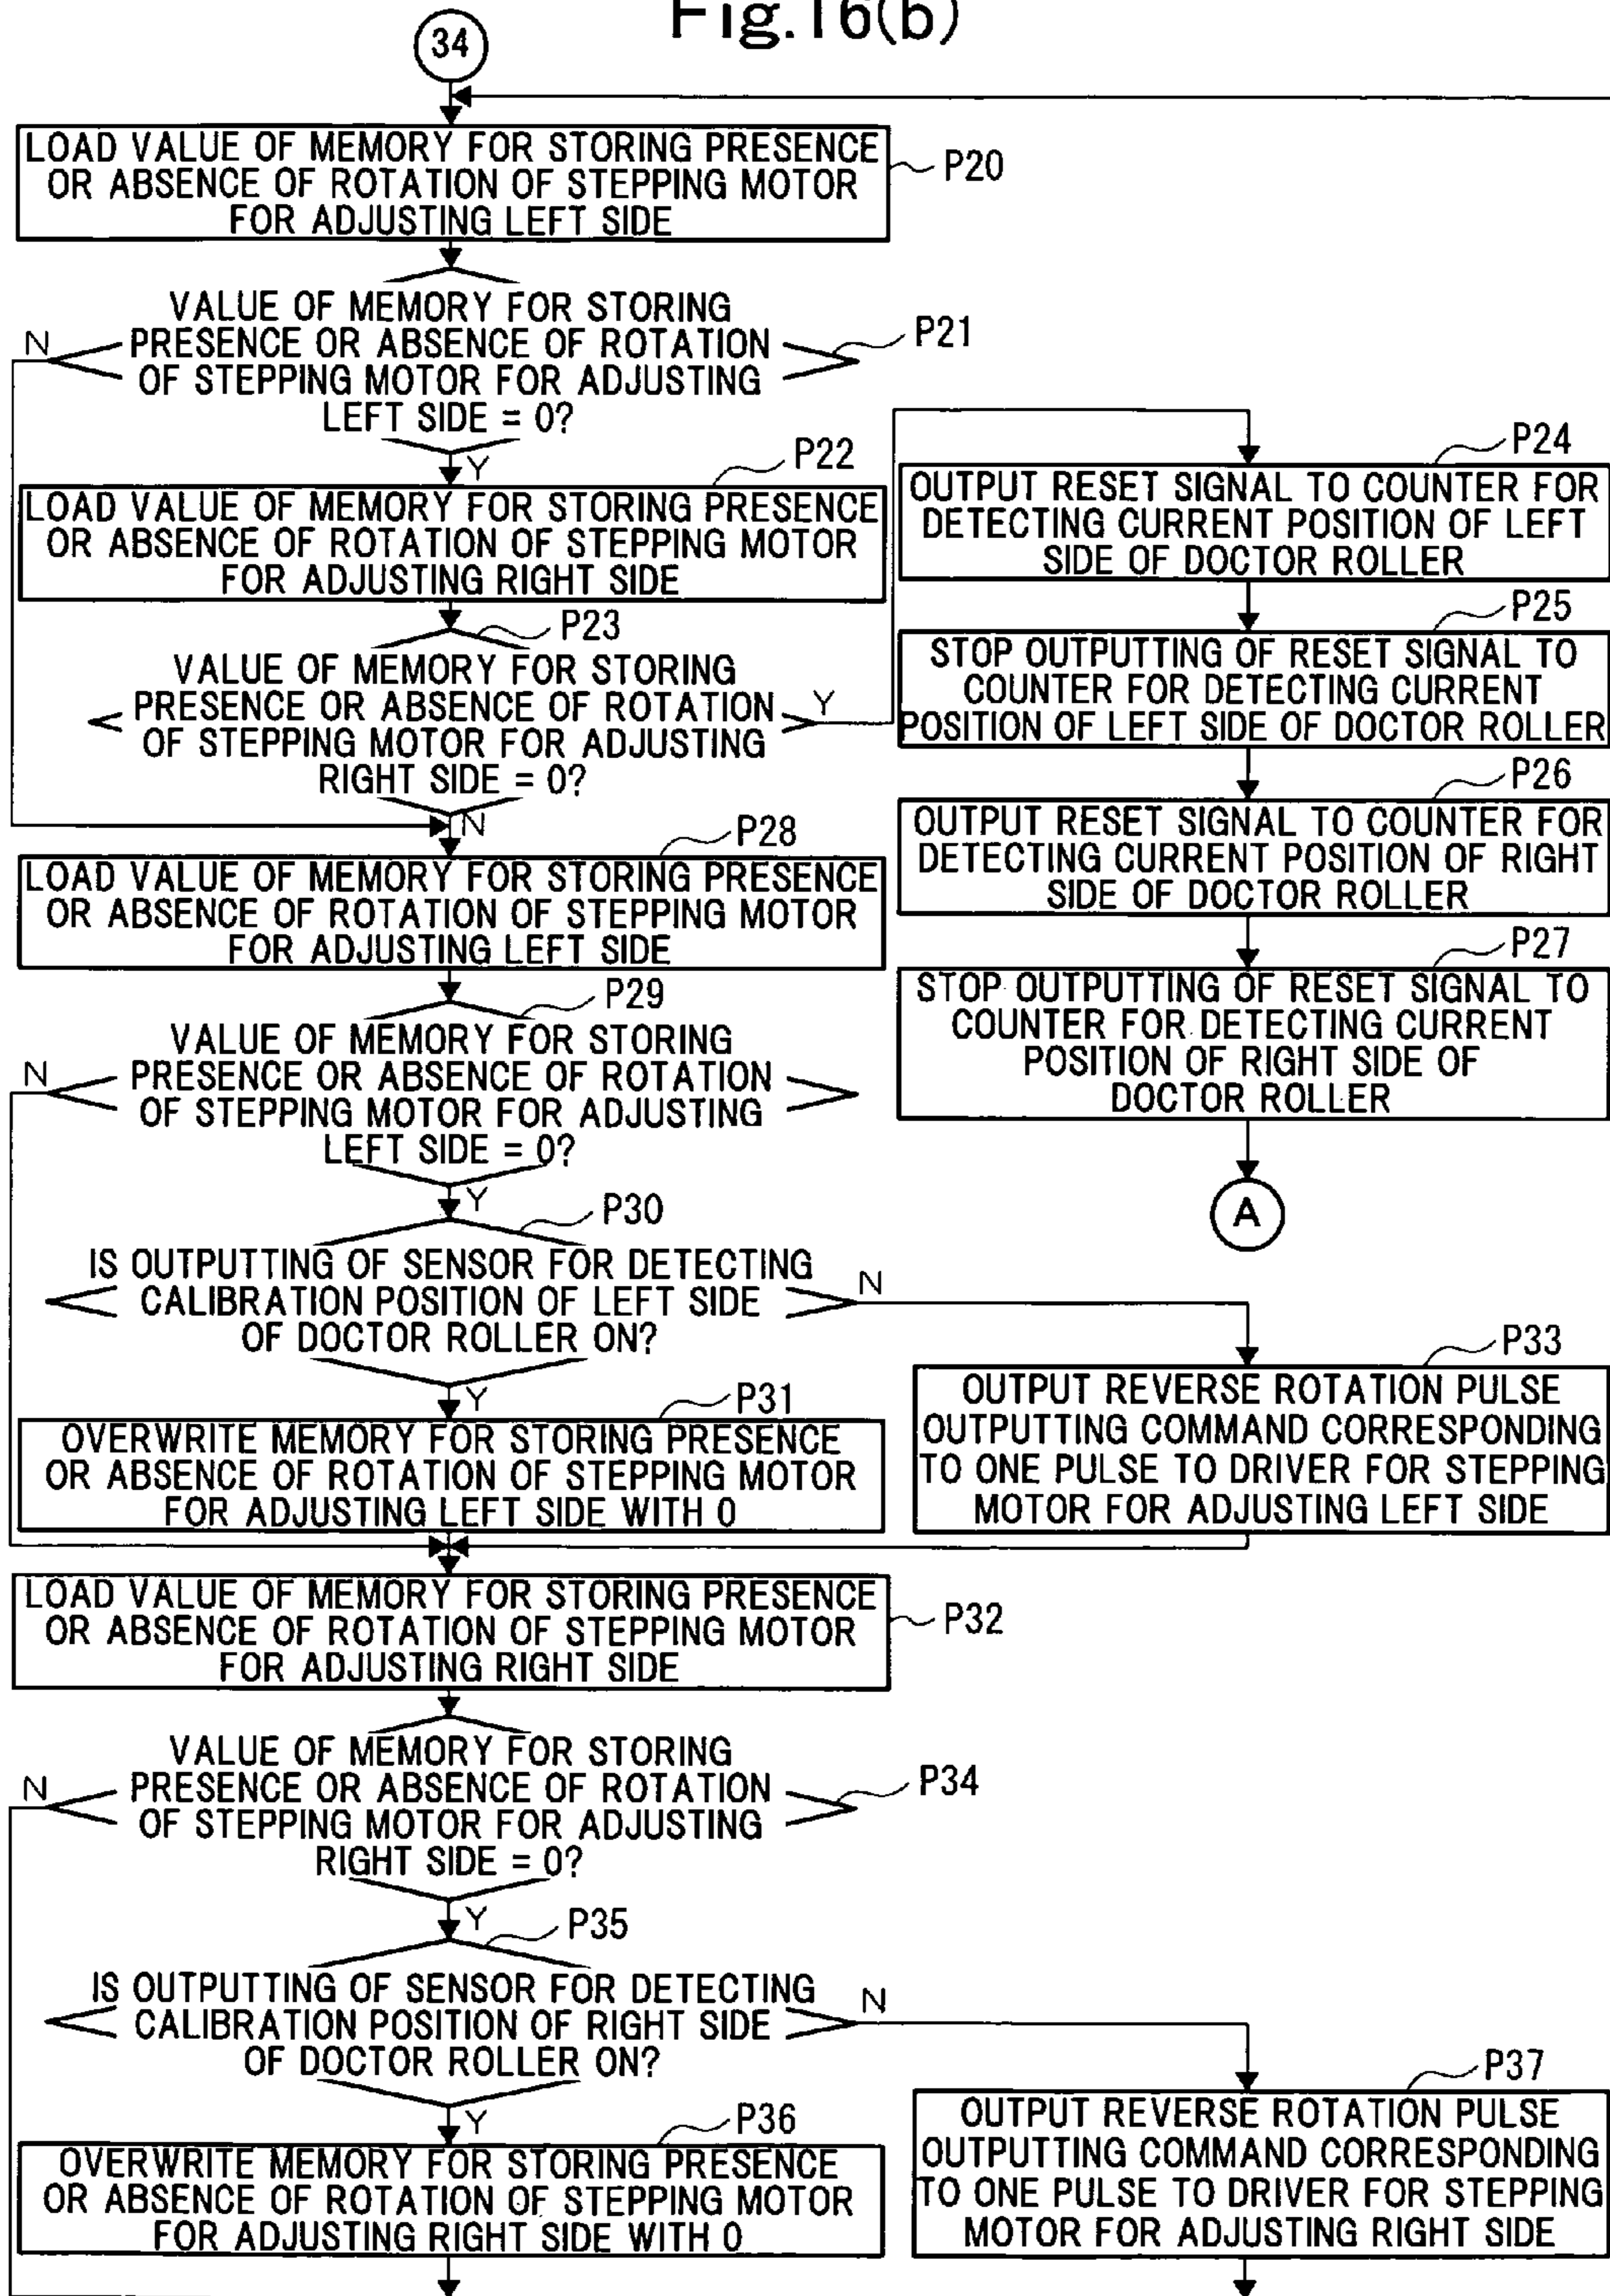 Fig.16(b)
34
LOAD VALUE OF MEMORY FOR STORING PRESENCE
OR ABSENCE OF ROTATION OF STEPPING MOTOR
FOR ADJUSTING LEFT SIDE
P20
VALUE OF MEMORY FOR STORING
PRESENCE OR ABSENCE OF ROTATION
OF STEPPING MOTOR FOR ADJUSTING
LEFT SIDE = 0?
N
P21
Y
P22
LOAD VALUE OF MEMORY FOR STORING PRESENCE
OR ABSENCE OF ROTATION OF STEPPING MOTOR
FOR ADJUSTING RIGHT SIDE
P23
VALUE OF MEMORY FOR STORING
PRESENCE OR ABSENCE OF ROTATION
OF STEPPING MOTOR FOR ADJUSTING
RIGHT SIDE = 0?
Y
N
P24
OUTPUT RESET SIGNAL TO COUNTER FOR
DETECTING CURRENT POSITION OF LEFT
SIDE OF DOCTOR ROLLER
P25
STOP OUTPUTTING OF RESET SIGNAL TO
COUNTER FOR DETECTING CURRENT
POSITION OF LEFT SIDE OF DOCTOR ROLLER
P26
OUTPUT RESET SIGNAL TO COUNTER FOR
DETECTING CURRENT POSITION OF RIGHT
SIDE OF DOCTOR ROLLER
P27
STOP OUTPUTTING OF RESET SIGNAL TO
COUNTER FOR DETECTING CURRENT
POSITION OF RIGHT SIDE OF
DOCTOR ROLLER
A
P28
LOAD VALUE OF MEMORY FOR STORING PRESENCE
OR ABSENCE OF ROTATION OF STEPPING MOTOR
FOR ADJUSTING LEFT SIDE
P29
VALUE OF MEMORY FOR STORING
PRESENCE OR ABSENCE OF ROTATION
OF STEPPING MOTOR FOR ADJUSTING
LEFT SIDE = 0?
N
Y
P30
IS OUTPUTTING OF SENSOR FOR DETECTING
CALIBRATION POSITION OF LEFT SIDE
OF DOCTOR ROLLER ON?
N
Y
P31
OVERWRITE MEMORY FOR STORING PRESENCE
OR ABSENCE OF ROTATION OF STEPPING MOTOR
FOR ADJUSTING LEFT SIDE WITH 0
P33
OUTPUT REVERSE ROTATION PULSE
OUTPUTTING COMMAND CORRESPONDING
TO ONE PULSE TO DRIVER FOR STEPPING
MOTOR FOR ADJUSTING LEFT SIDE
LOAD VALUE OF MEMORY FOR STORING PRESENCE
OR ABSENCE OF ROTATION OF STEPPING MOTOR
FOR ADJUSTING RIGHT SIDE
P32
VALUE OF MEMORY FOR STORING
PRESENCE OR ABSENCE OF ROTATION
OF STEPPING MOTOR FOR ADJUSTING
RIGHT SIDE = 0?
N
P34
Y
P35
IS OUTPUTTING OF SENSOR FOR DETECTING
CALIBRATION POSITION OF RIGHT SIDE
OF DOCTOR ROLLER ON?
N
Y
P36
OVERWRITE MEMORY FOR STORING PRESENCE
OR ABSENCE OF ROTATION OF STEPPING MOTOR
FOR ADJUSTING RIGHT SIDE WITH 0
P37
OUTPUT REVERSE ROTATION PULSE
OUTPUTTING COMMAND CORRESPONDING
TO ONE PULSE TO DRIVER FOR STEPPING
MOTOR FOR ADJUSTING RIGHT SIDE